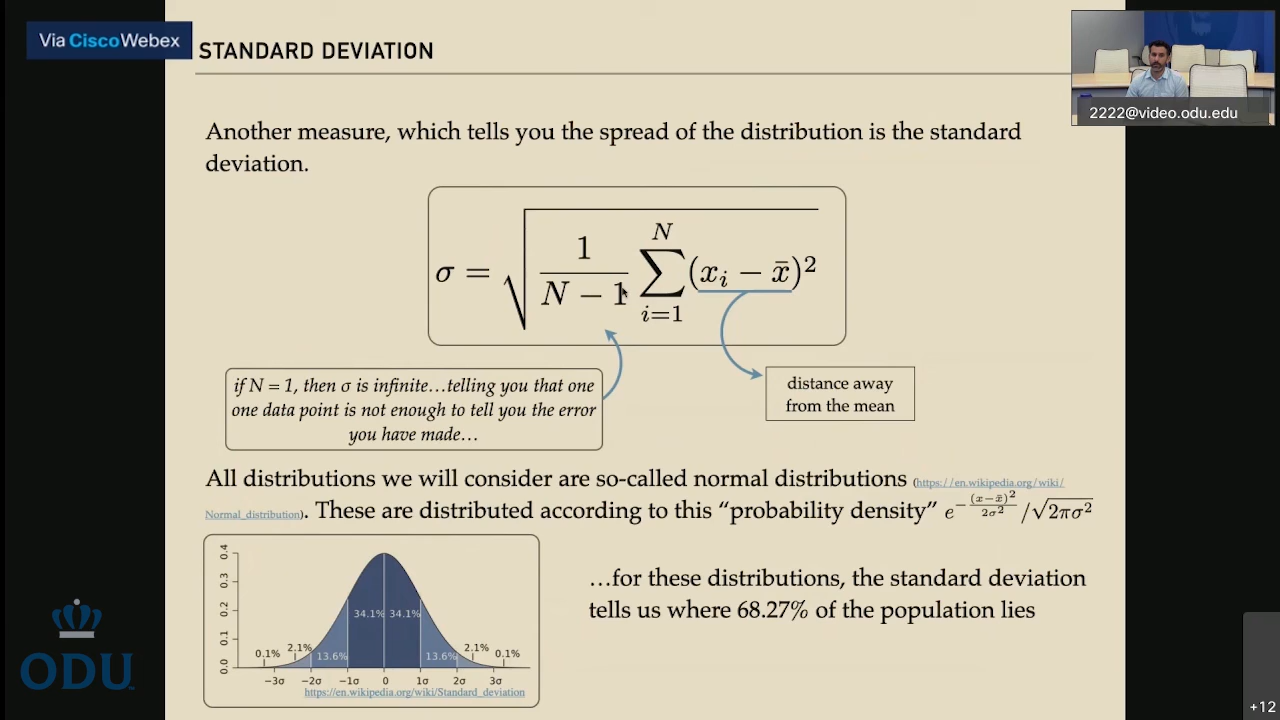 Via Cisco Webex
STANDARD DEVIATION
2222@video.odu.edu
Another measure, which tells you the spread of the distribution is the standard
deviation.
σ = √( 1/(N − 1) ∑_{i=1}^{N} (x_i − x̄)² )
if N = 1, then σ is infinite…telling you that one
one data point is not enough to tell you the error
you have made…
distance away
from the mean
All distributions we will consider are so-called normal distributions (https://en.wikipedia.org/wiki/
Normal_distribution). These are distributed according to this “probability density” e^{−(x−x̄)²/2σ²}/√(2πσ²)
0.4
0.3
0.2
0.1
0.0
34.1% 34.1%
0.1% 2.1% 13.6% 13.6% 2.1% 0.1%
−3σ −2σ −1σ 0 1σ 2σ 3σ
https://en.wikipedia.org/wiki/Standard_deviation
…for these distributions, the standard deviation
tells us where 68.27% of the population lies
ODU
+12